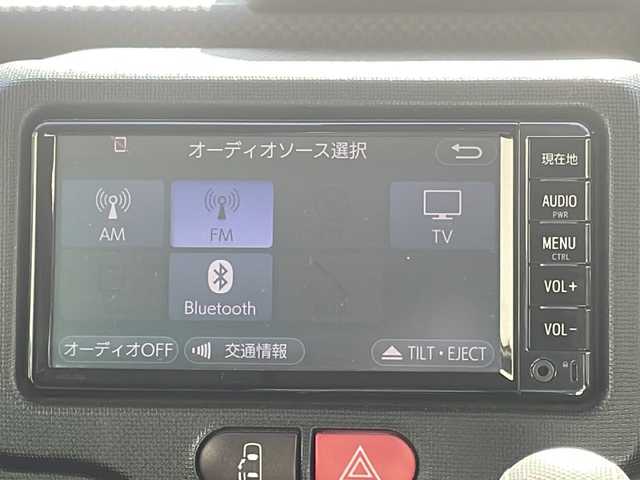 オーディオソース選択
現在地
AM
FM
TV
AUDIO
PWR
MENU
CTRL
Bluetooth
VOL+
VOL-
オーディオOFF
交通情報
TILT・EJECT